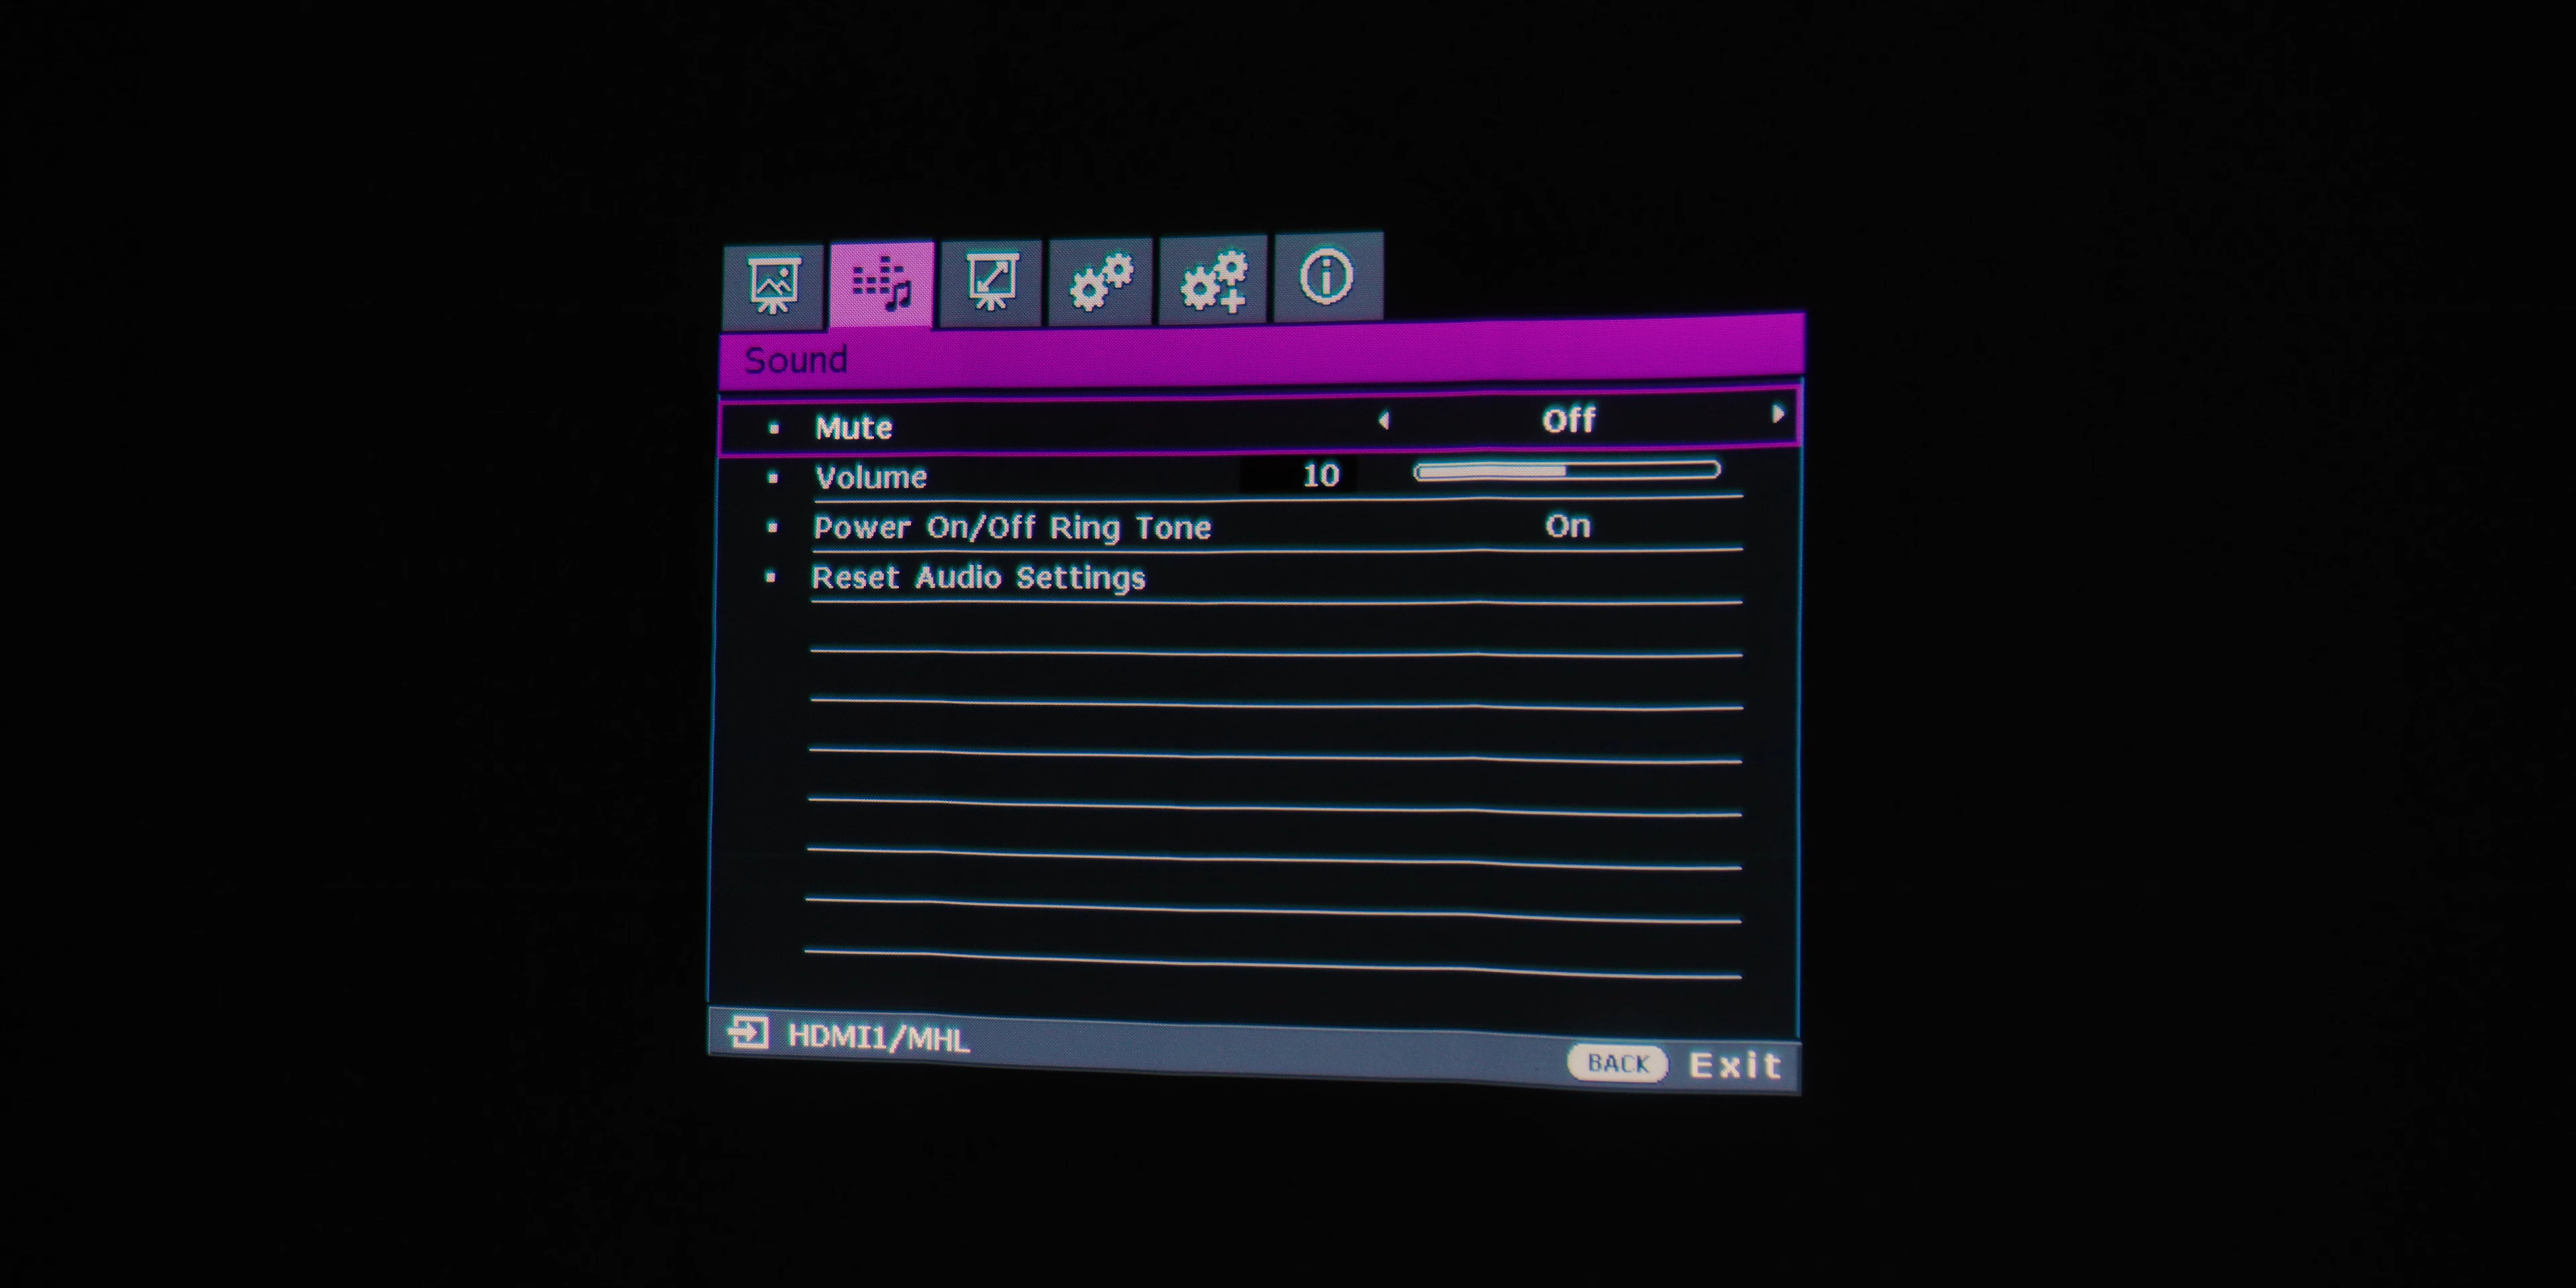 Sound
Mute Off
Volume 10
Power On/Off Ring Tone On
Reset Audio Settings
HDMI1/MHL BACK Exit